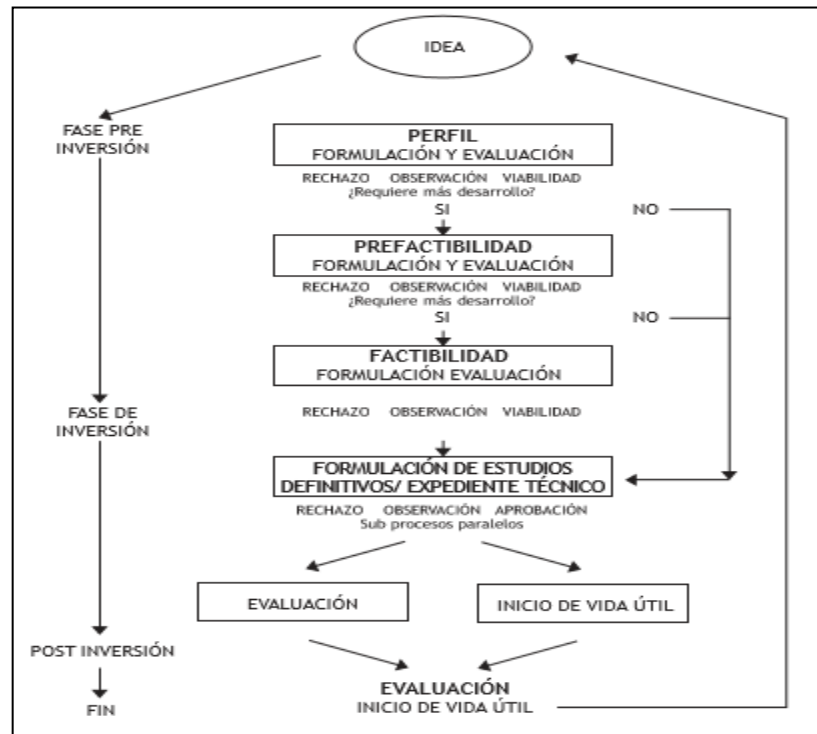 IDEA
FASE PRE
INVERSIÓN
PERFIL
FORMULACIÓN Y EVALUACIÓN
RECHAZO OBSERVACIÓN VIABILIDAD
¿Requiere más desarrollo?
SI NO
PREFACTIBILIDAD
FORMULACIÓN Y EVALUACIÓN
RECHAZO OBSERVACIÓN VIABILIDAD
¿Requiere más desarrollo?
SI NO
FACTIBILIDAD
FORMULACIÓN EVALUACIÓN
FASE DE
INVERSIÓN
RECHAZO OBSERVACIÓN VIABILIDAD
FORMULACIÓN DE ESTUDIOS
DEFINITIVOS/ EXPEDIENTE TÉCNICO
RECHAZO OBSERVACIÓN APROBACIÓN
Sub procesos paralelos
EVALUACIÓN
INICIO DE VIDA ÚTIL
POST INVERSIÓN
FIN
EVALUACIÓN
INICIO DE VIDA ÚTIL